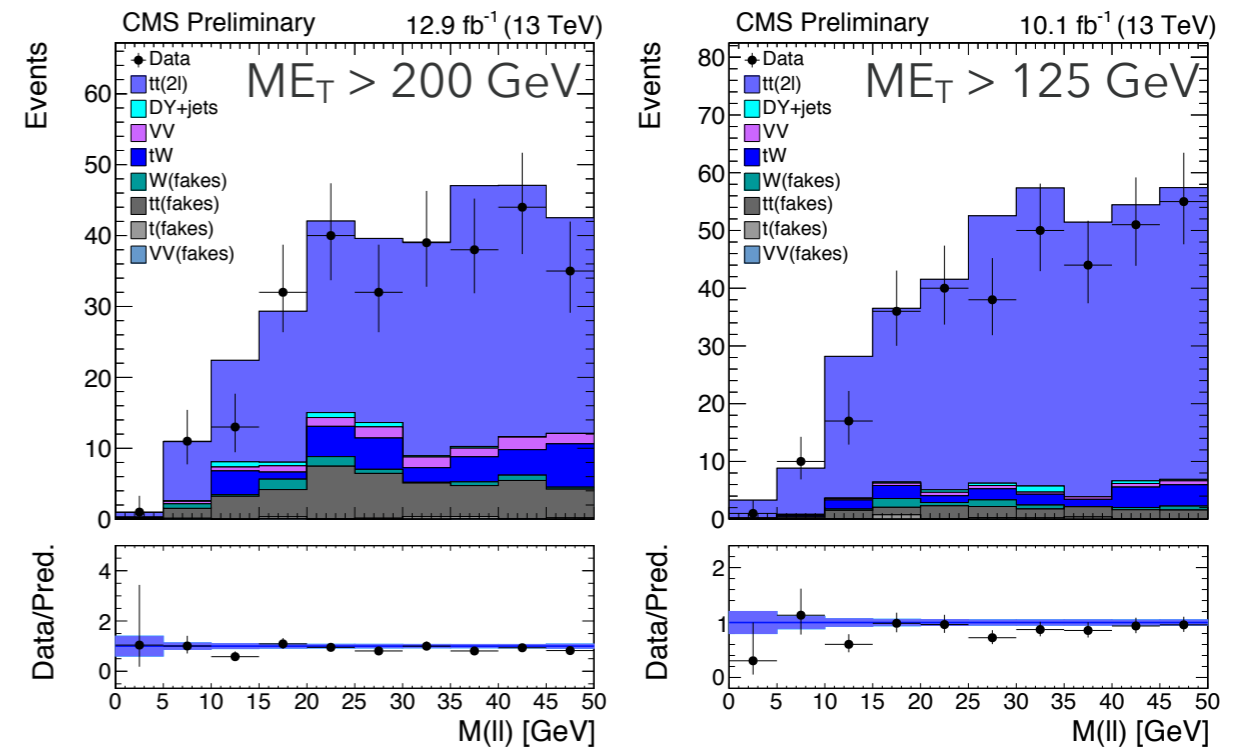 CMS Preliminary 12.9 fb⁻¹ (13 TeV)
Events
Data
tt(2l)
DY+jets
VV
tW
W(fakes)
tt(fakes)
t(fakes)
VV(fakes)
ME_T > 200 GeV
60
50
40
30
20
10
0
Data/Pred.
4
2
0
0 5 10 15 20 25 30 35 40 45 50
M(ll) [GeV]
CMS Preliminary 10.1 fb⁻¹ (13 TeV)
Events
Data
tt(2l)
DY+jets
VV
tW
W(fakes)
tt(fakes)
t(fakes)
VV(fakes)
ME_T > 125 GeV
80
70
60
50
40
30
20
10
0
Data/Pred.
2
1
0
0 5 10 15 20 25 30 35 40 45 50
M(ll) [GeV]